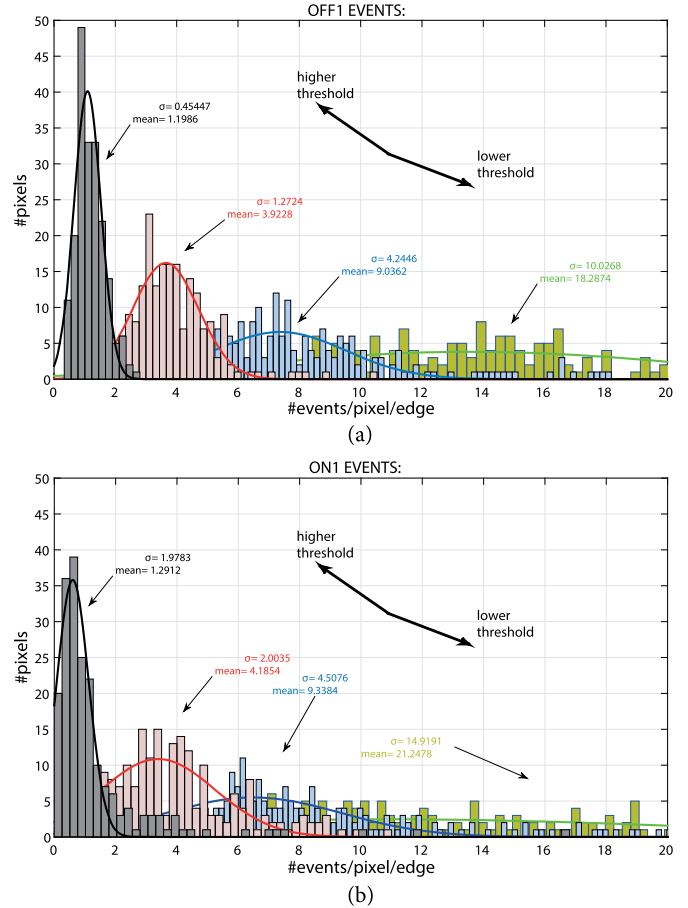 OFF1 EVENTS:
50
45
40
35
30
25
20
15
10
5
0
#pixels
σ= 0.45447
mean= 1.1986
higher
threshold
lower
threshold
σ= 1.2724
mean= 3.9228
σ= 4.2446
mean= 9.0362
σ= 10.0268
mean= 18.2874
0 2 4 6 8 10 12 14 16 18 20
#events/pixel/edge
(a)
ON1 EVENTS:
50
45
40
35
30
25
20
15
10
5
0
#pixels
σ= 1.9783
mean= 1.2912
higher
threshold
lower
threshold
σ= 2.0035
mean= 4.1854
σ= 4.5076
mean= 9.3384
σ= 14.9191
mean= 21.2478
0 2 4 6 8 10 12 14 16 18 20
#events/pixel/edge
(b)